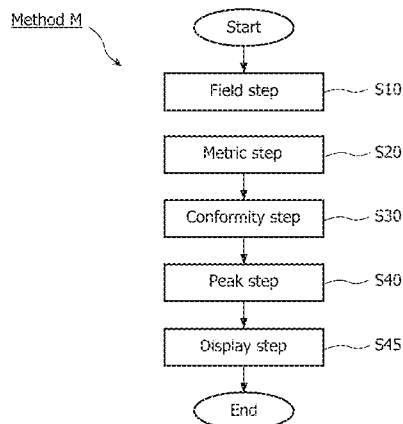 Method M
Start
Field step
S10
Metric step
S20
Conformity step
S30
Peak step
S40
Display step
S45
End